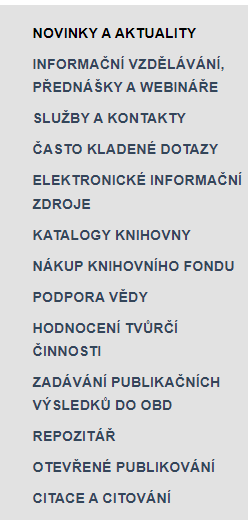 NOVINKY A AKTUALITY
INFORMAČNÍ VZDĚLÁVÁNÍ,
PŘEDNÁŠKY A WEBINÁŘE
SLUŽBY A KONTAKTY
ČASTO KLADENÉ DOTAZY
ELEKTRONICKÉ INFORMAČNÍ
ZDROJE
KATALOGY KNIHOVNY
NÁKUP KNIHOVNÍHO FONDU
PODPORA VĚDY
HODNOCENÍ TVŮRČÍ
ČINNOSTI
ZADÁVÁNÍ PUBLIKAČNÍCH
VÝSLEDKŮ DO OBD
REPOZITÁŘ
OTEVŘENÉ PUBLIKOVÁNÍ
CITACE A CITOVÁNÍ